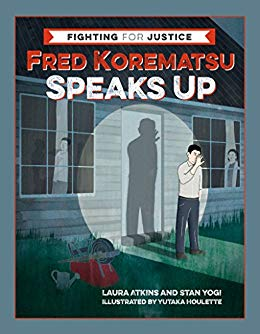 FIGHTING FOR JUSTICE
FRED KOREMATSU
SPEAKS UP
LAURA ATKINS AND STAN YOGI
ILLUSTRATED BY YUTAKA HOULETTE